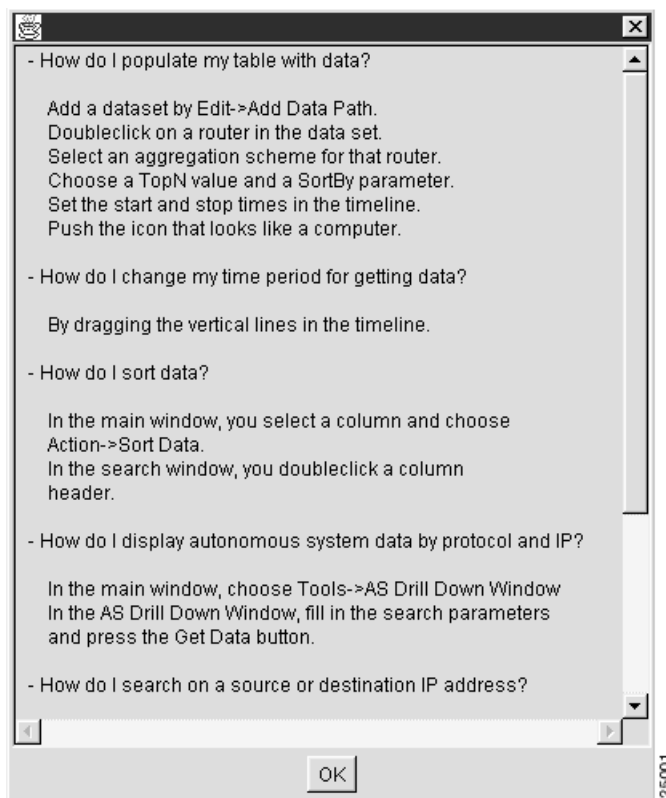 - How do I populate my table with data?
Add a dataset by Edit->Add Data Path.
Doubleclick on a router in the data set.
Select an aggregation scheme for that router.
Choose a TopN value and a SortBy parameter.
Set the start and stop times in the timeline.
Push the icon that looks like a computer.
- How do I change my time period for getting data?
By dragging the vertical lines in the timeline.
- How do I sort data?
In the main window, you select a column and choose
Action->Sort Data.
In the search window, you doubleclick a column
header.
- How do I display autonomous system data by protocol and IP?
In the main window, choose Tools->AS Drill Down Window
In the AS Drill Down Window, fill in the search parameters
and press the Get Data button.
- How do I search on a source or destination IP address?
OK